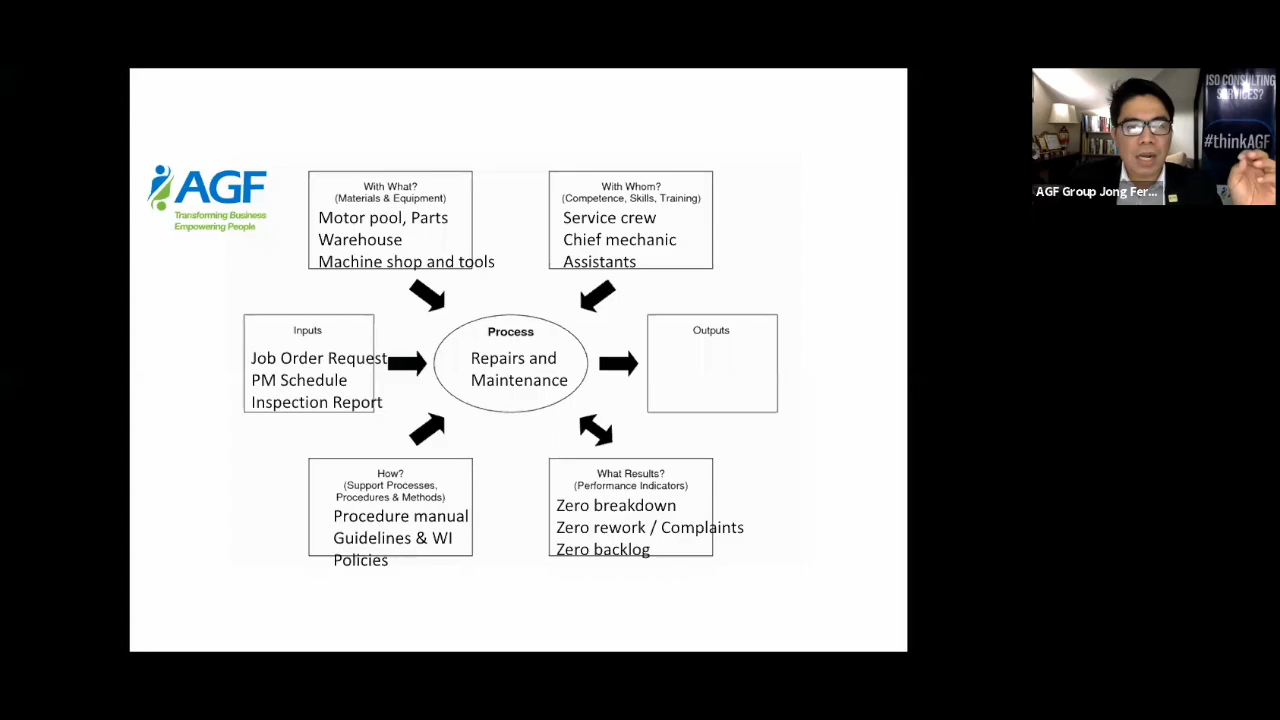 AGF
Transforming Business
Empowering People
With What?
(Materials & Equipment)
Motor pool, Parts
Warehouse
Machine shop and tools
With Whom?
(Competence, Skills, Training)
Service crew
Chief mechanic
Assistants
Inputs
Job Order Request
PM Schedule
Inspection Report
Process
Repairs and
Maintenance
Outputs
How?
(Support Processes,
Procedures & Methods)
Procedure manual
Guidelines & WI
Policies
What Results?
(Performance Indicators)
Zero breakdown
Zero rework / Complaints
Zero backlog
ISO CONSULTING
SERVICES?
#thinkAGF
AGF Group Jong Fer...